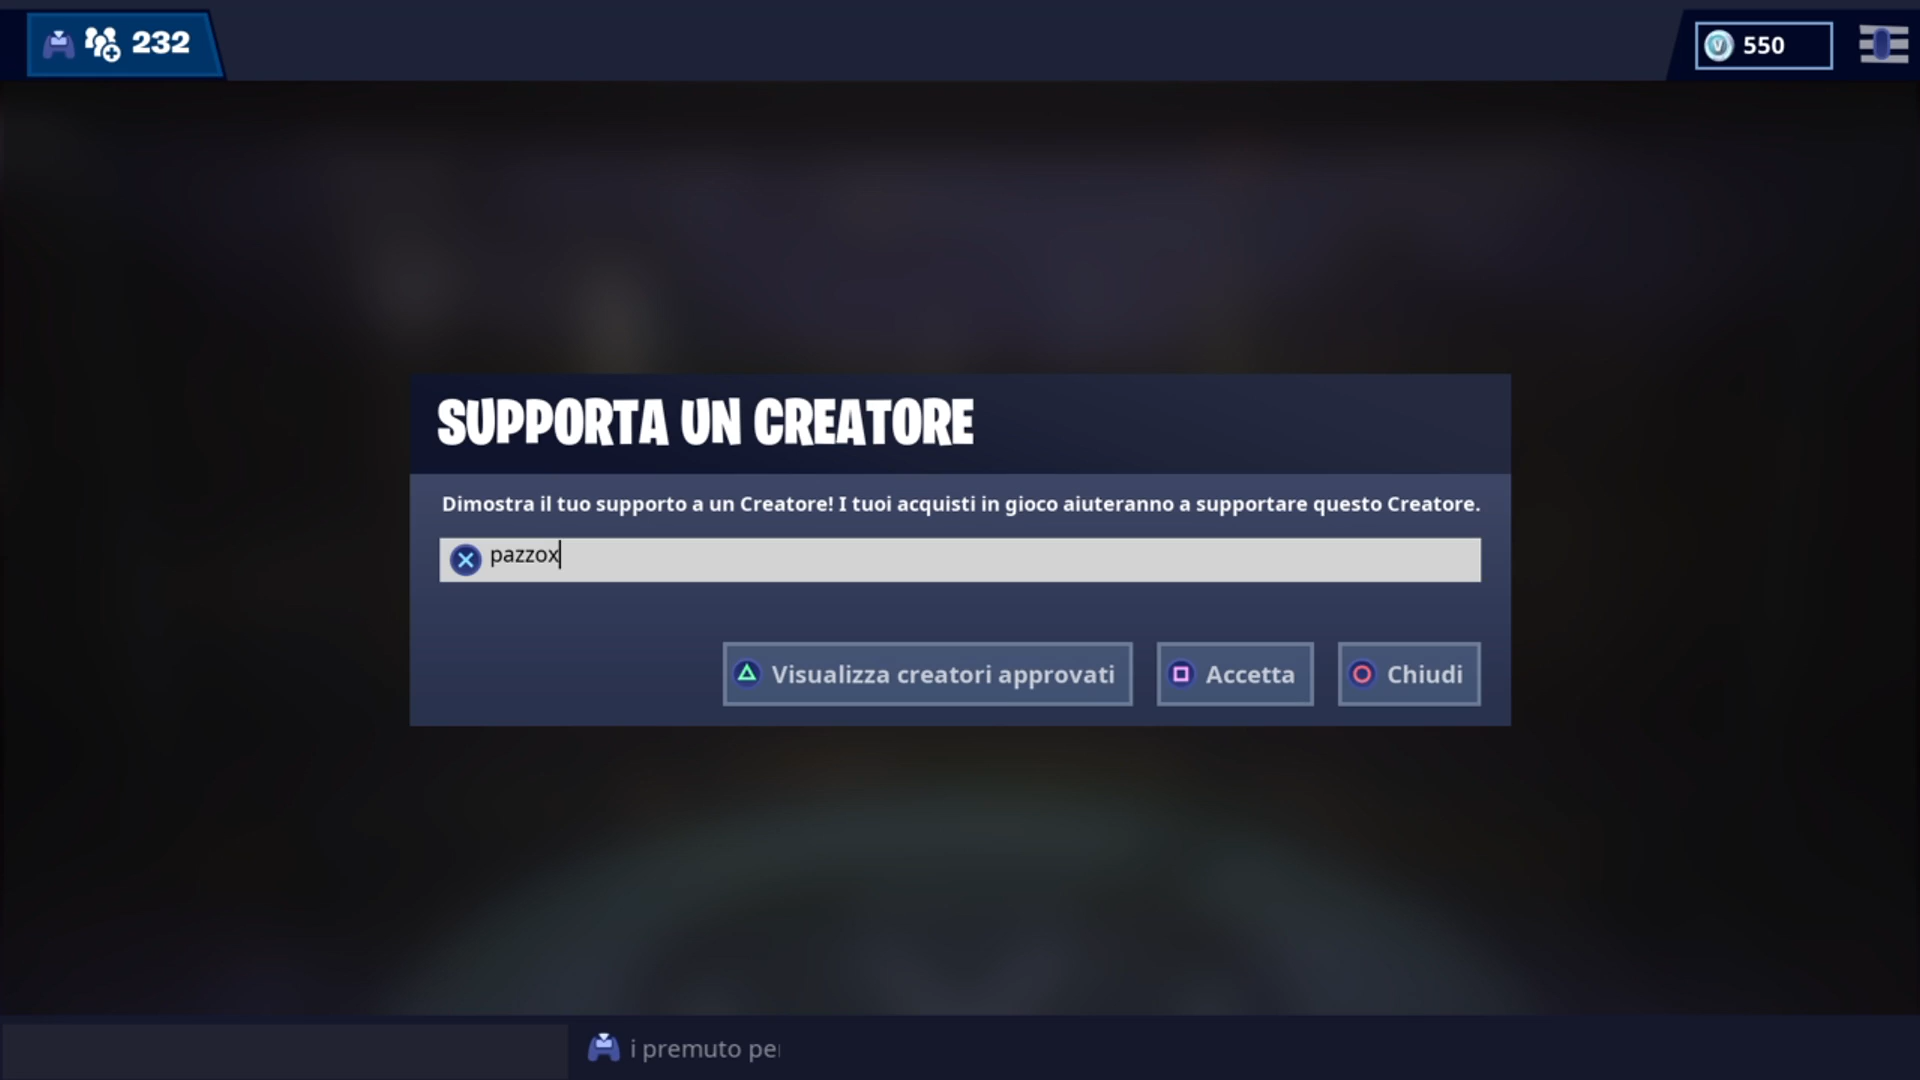 232
550
SUPPORTA UN CREATORE
Dimostra il tuo supporto a un Creatore! I tuoi acquisti in gioco aiuteranno a supportare questo Creatore.
pazzox
Visualizza creatori approvati
Accetta
Chiudi
i premuto pe